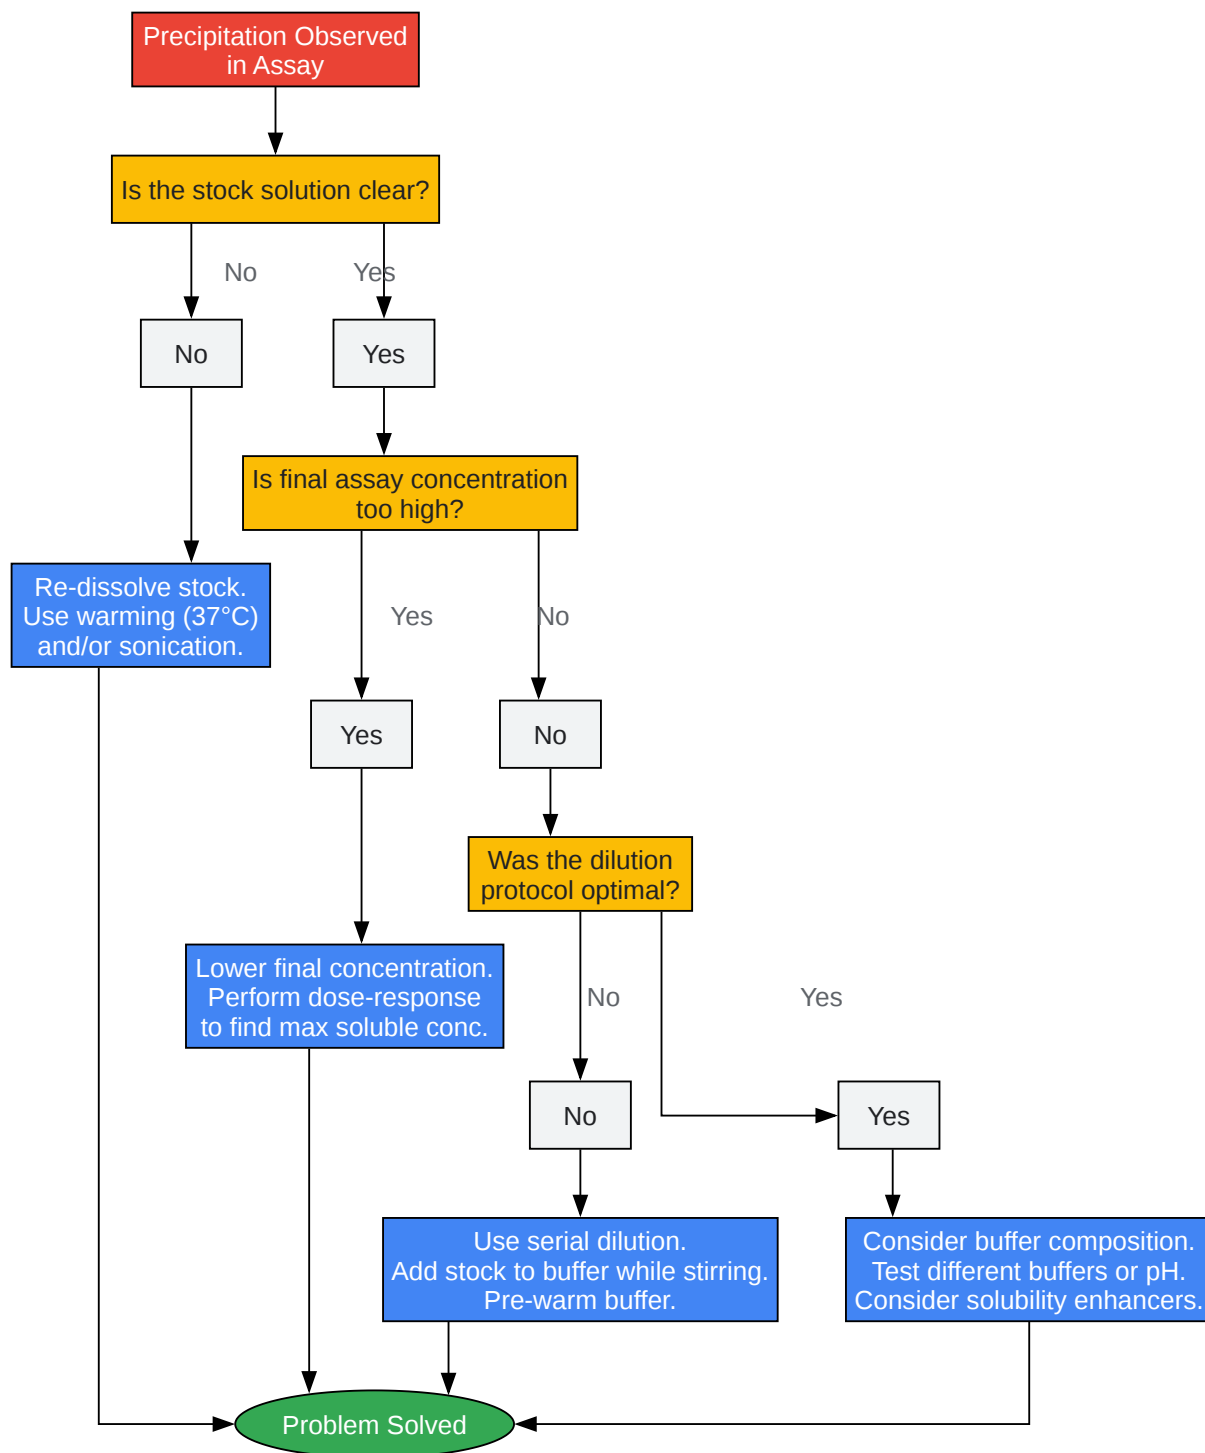 Precipitation Observed
in Assay
Is the stock solution clear?
No
Yes
No
Yes
Is final assay concentration
too high?
Re-dissolve stock.
Use warming (37°C)
and/or sonication.
Yes
No
Yes
No
Was the dilution
protocol optimal?
Lower final concentration.
Perform dose-response
to find max soluble conc.
No
Yes
No
Yes
Use serial dilution.
Add stock to buffer while stirring.
Pre-warm buffer.
Consider buffer composition.
Test different buffers or pH.
Consider solubility enhancers.
Problem Solved